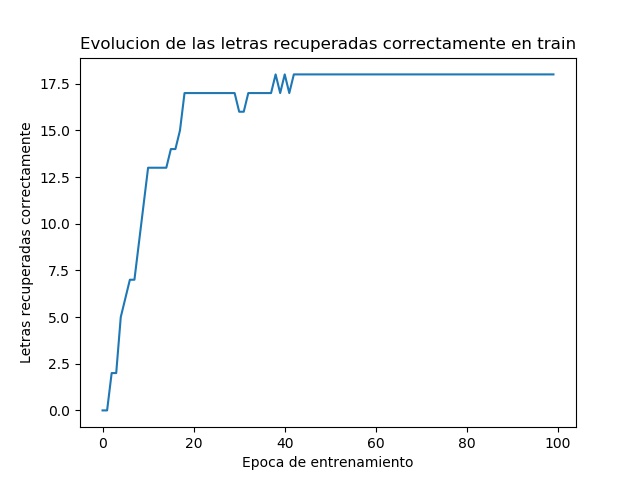 Evolucion de las letras recuperadas correctamente en train
Letras recuperadas correctamente
17.5
15.0
12.5
10.0
7.5
5.0
2.5
0.0
0 20 40 60 80 100
Epoca de entrenamiento